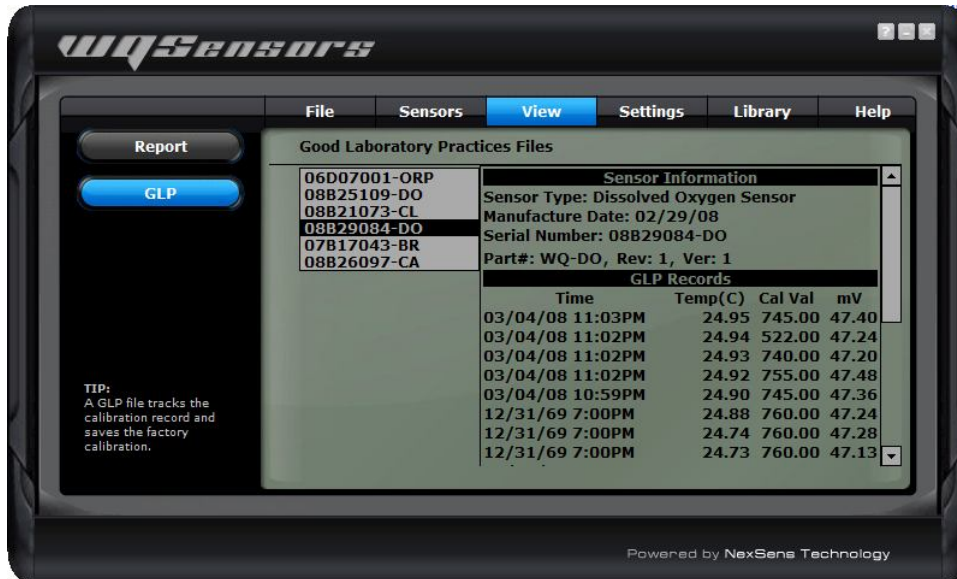 WQSensors
? - x
File Sensors View Settings Library Help
Report
GLP
TIP:
A GLP file tracks the
calibration record and
saves the factory
calibration.
Good Laboratory Practices Files
06D07001-ORP
08B25109-DO
08B21073-CL
08B29084-DO
07B17043-BR
08B26097-CA
Sensor Information
Sensor Type: Dissolved Oxygen Sensor
Manufacture Date: 02/29/08
Serial Number: 08B29084-DO
Part#: WQ-DO, Rev: 1, Ver: 1
GLP Records
Time Temp(C) Cal Val mV
03/04/08 11:03PM 24.95 745.00 47.40
03/04/08 11:02PM 24.94 522.00 47.24
03/04/08 11:02PM 24.93 740.00 47.20
03/04/08 11:02PM 24.92 755.00 47.48
03/04/08 10:59PM 24.90 745.00 47.36
12/31/69 7:00PM 24.88 760.00 47.24
12/31/69 7:00PM 24.74 760.00 47.28
12/31/69 7:00PM 24.73 760.00 47.13
Powered by NexSens Technology